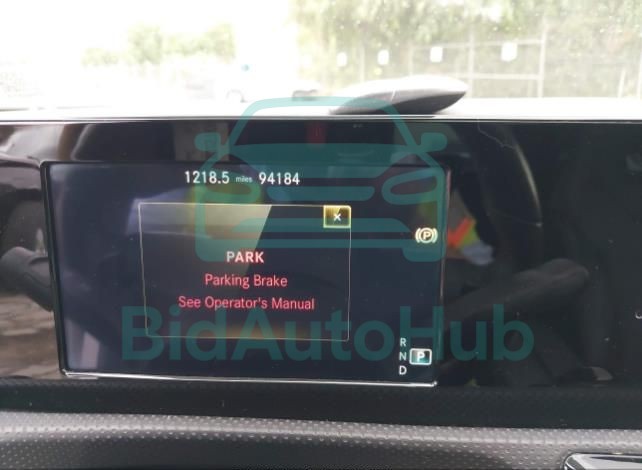 1218.5 miles 94184
×
PARK
(P)
Parking Brake
See Operator's Manual
BidAutoHub
R
N P
D